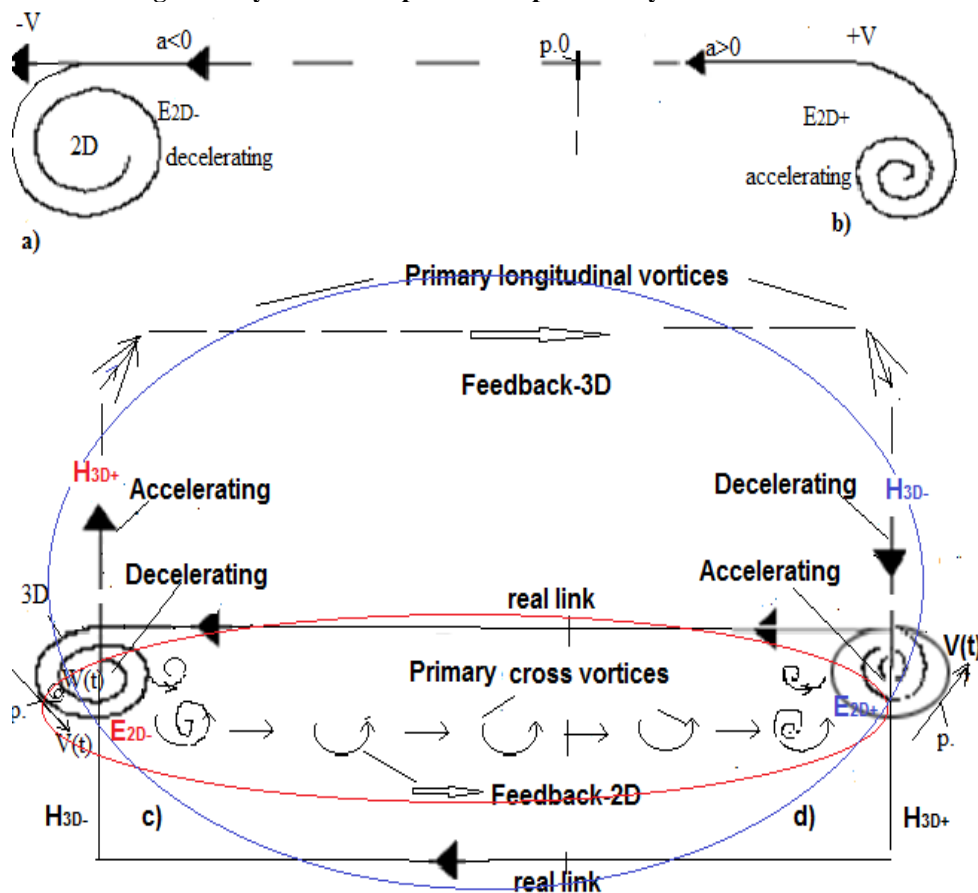 -V
a<0
p.0
a>0
+V
E2D-
2D
decelerating
E2D+
accelerating
a)
b)
Primary longitudinal vortices
Feedback-3D
H3D+
Accelerating
Decelerating
H3D-
Decelerating
Accelerating
3D
real link
V(t)
W(t)
Primary cross vortices
p.
E2D-
E2D+
p.
V(t)
Feedback-2D
H3D-
c)
d)
H3D+
real link